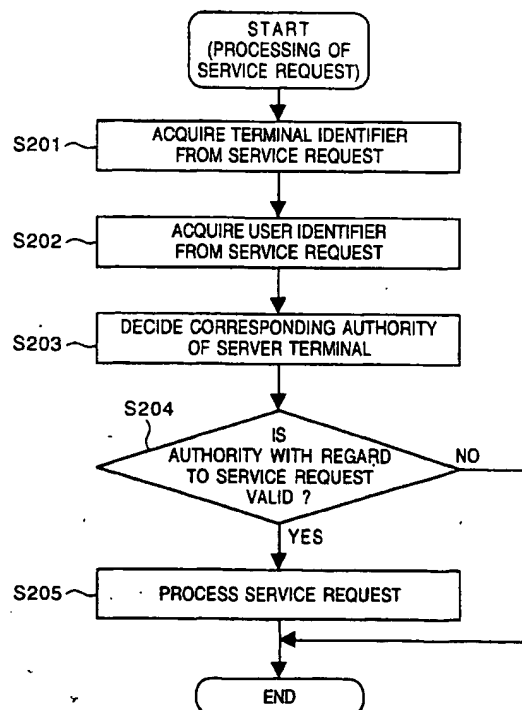 START
(PROCESSING OF
SERVICE REQUEST)
S201
ACQUIRE TERMINAL IDENTIFIER
FROM SERVICE REQUEST
S202
ACQUIRE USER IDENTIFIER
FROM SERVICE REQUEST
S203
DECIDE CORRESPONDING AUTHORITY
OF SERVER TERMINAL
S204
IS
AUTHORITY WITH REGARD
TO SERVICE REQUEST
VALID ?
NO
YES
S205
PROCESS SERVICE REQUEST
END